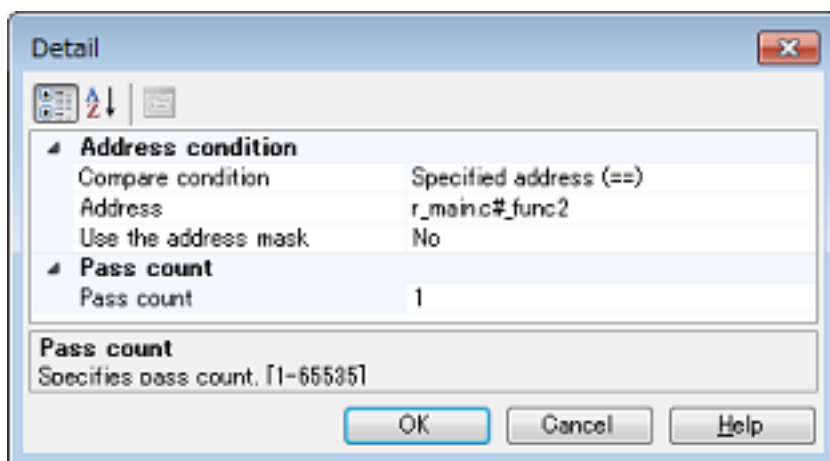 Detail
Address condition
Compare condition Specified address (==)
Address r_main.c#_func2
Use the address mask No
Pass count
Pass count 1
Pass count
Specifies pass count. [1-65535]
OK Cancel Help